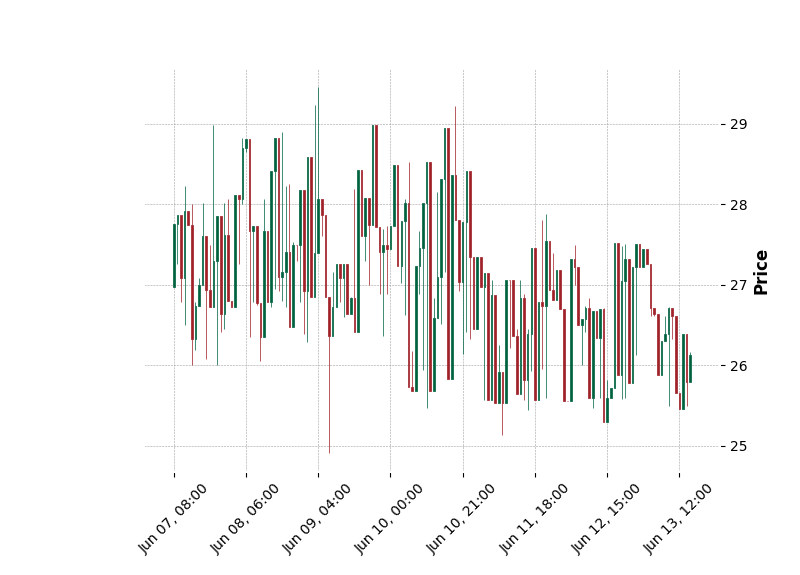 29
28
27
26
25
Price
Jun 07, 08:00
Jun 08, 06:00
Jun 09, 04:00
Jun 10, 00:00
Jun 10, 21:00
Jun 11, 18:00
Jun 12, 15:00
Jun 13, 12:00